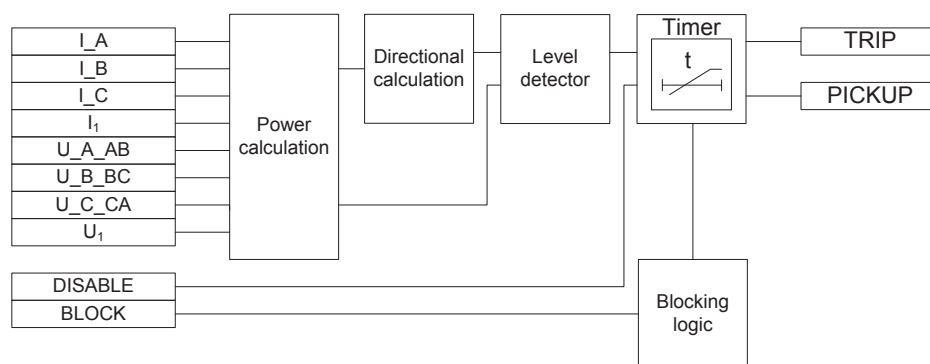 I_A
I_B
I_C
I₁
U_A_AB
U_B_BC
U_C_CA
U₁
DISABLE
BLOCK
Power
calculation
Directional
calculation
Level
detector
Timer
t
Blocking
logic
TRIP
PICKUP